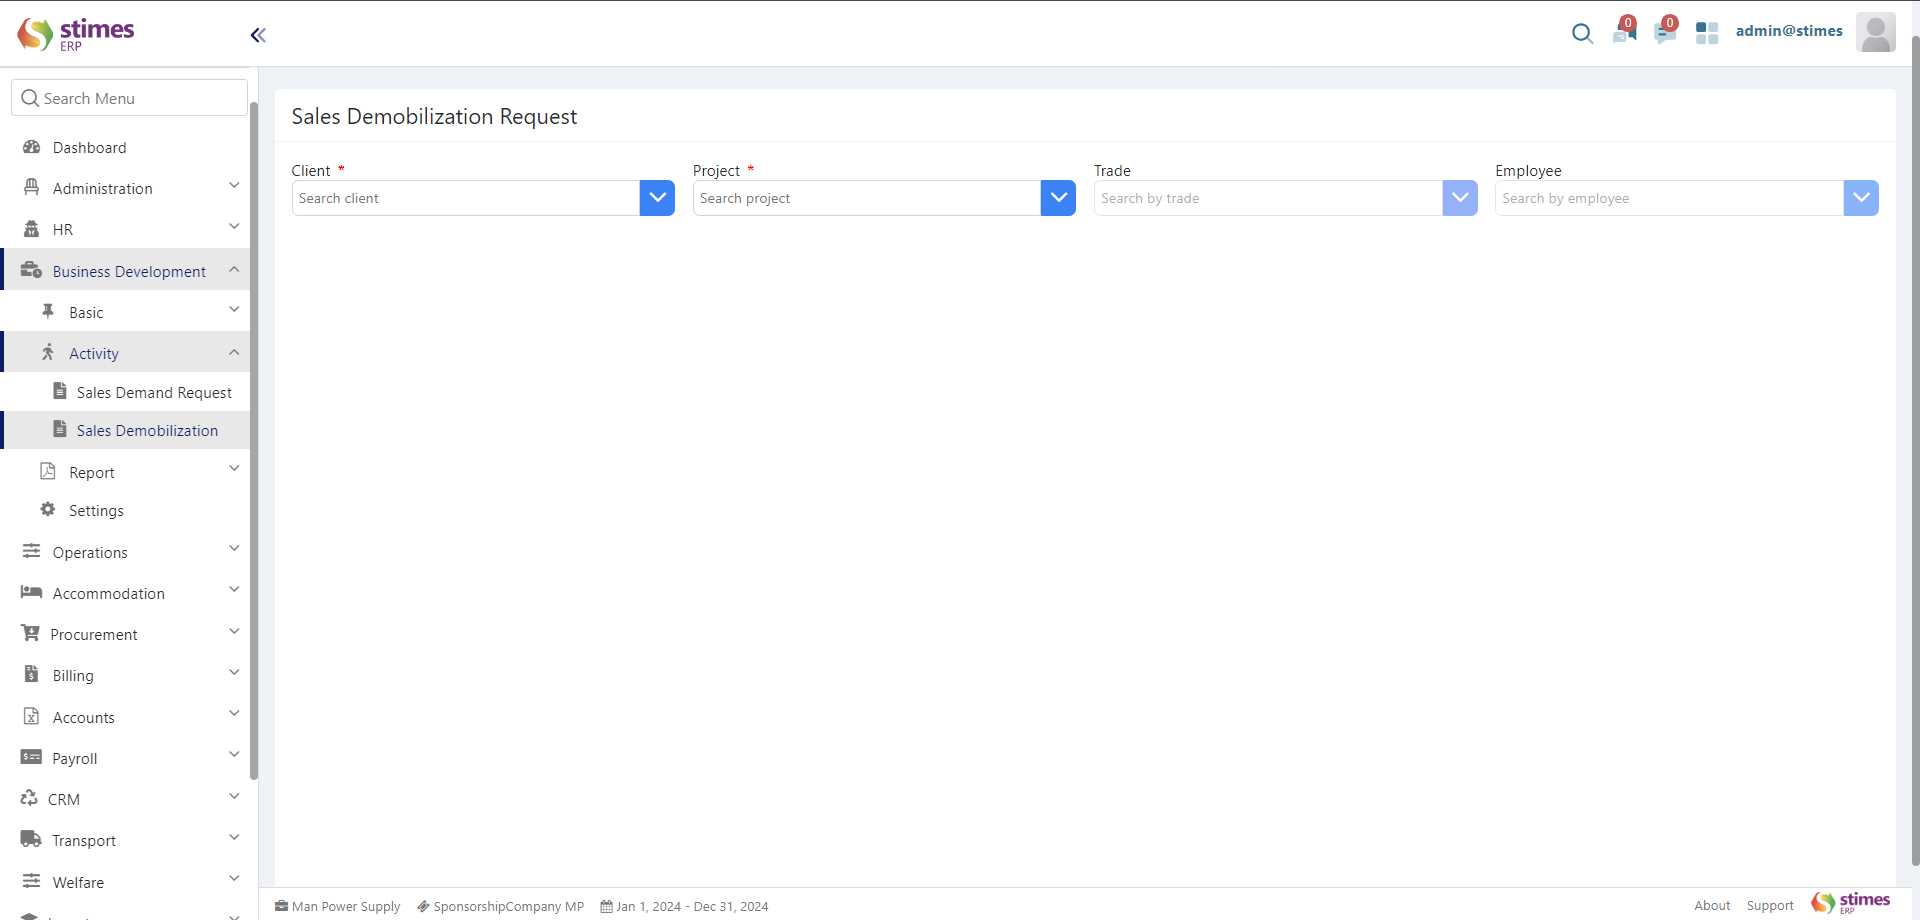 stimes
ERP
0
0
admin@stimes
Search Menu
Dashboard
Administration
HR
Business Development
Basic
Activity
Sales Demand Request
Sales Demobilization
Report
Settings
Operations
Accommodation
Procurement
Billing
Accounts
Payroll
CRM
Transport
Welfare
Sales Demobilization Request
Client *
Project *
Trade
Employee
Search client
Search project
Search by trade
Search by employee
Man Power Supply
SponsorshipCompany MP
Jan 1, 2024 - Dec 31, 2024
About
Support
stimes
ERP